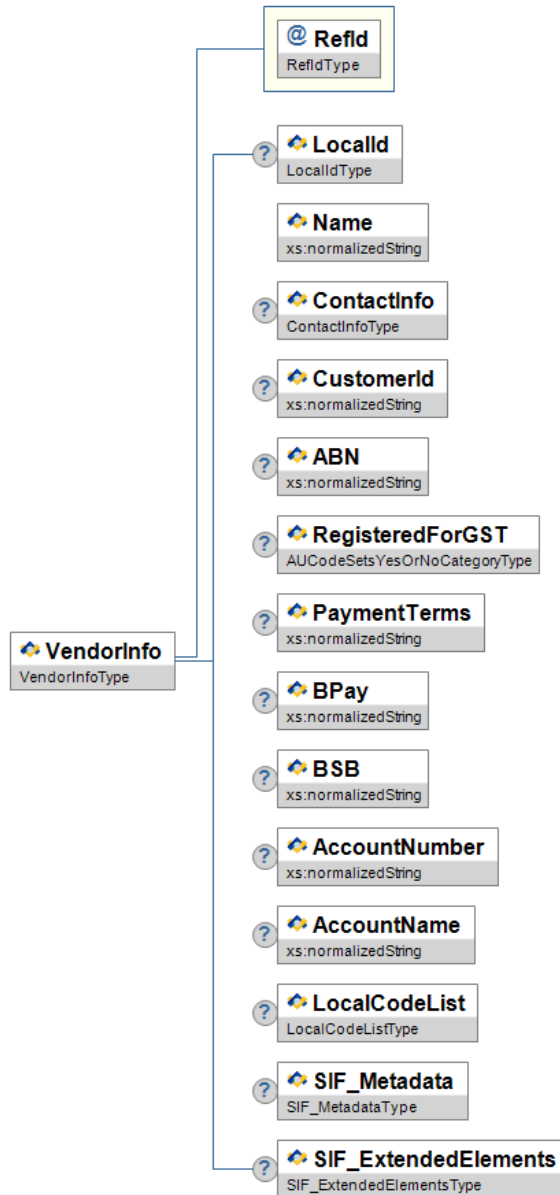 @ RefId
RefIdType
? LocalId
LocalIdType
Name
xs:normalizedString
? ContactInfo
ContactInfoType
? CustomerId
xs:normalizedString
? ABN
xs:normalizedString
? RegisteredForGST
AUCodeSetsYesOrNoCategoryType
? PaymentTerms
xs:normalizedString
VendorInfo
VendorInfoType
? BPay
xs:normalizedString
? BSB
xs:normalizedString
? AccountNumber
xs:normalizedString
? AccountName
xs:normalizedString
? LocalCodeList
LocalCodeListType
? SIF_Metadata
SIF_MetadataType
? SIF_ExtendedElements
SIF_ExtendedElementsType